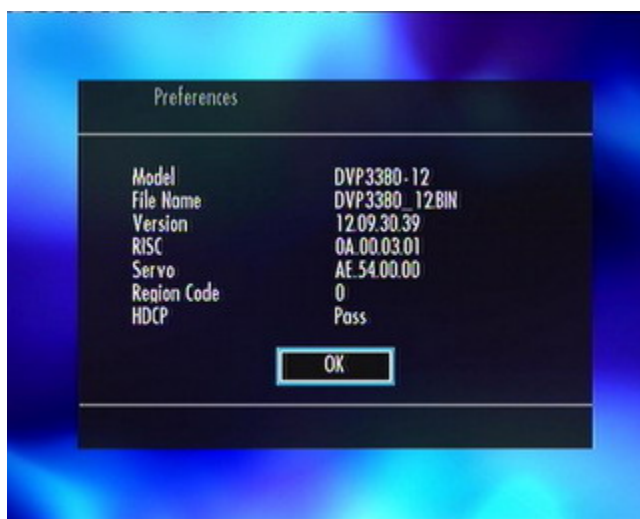 Preferences
Model DVP3380-12
File Name DVP3380_12.BIN
Version 12.09.30.39
RISC 0A.00.03.01
Servo AE.54.00.00
Region Code 0
HDCP Pass
OK